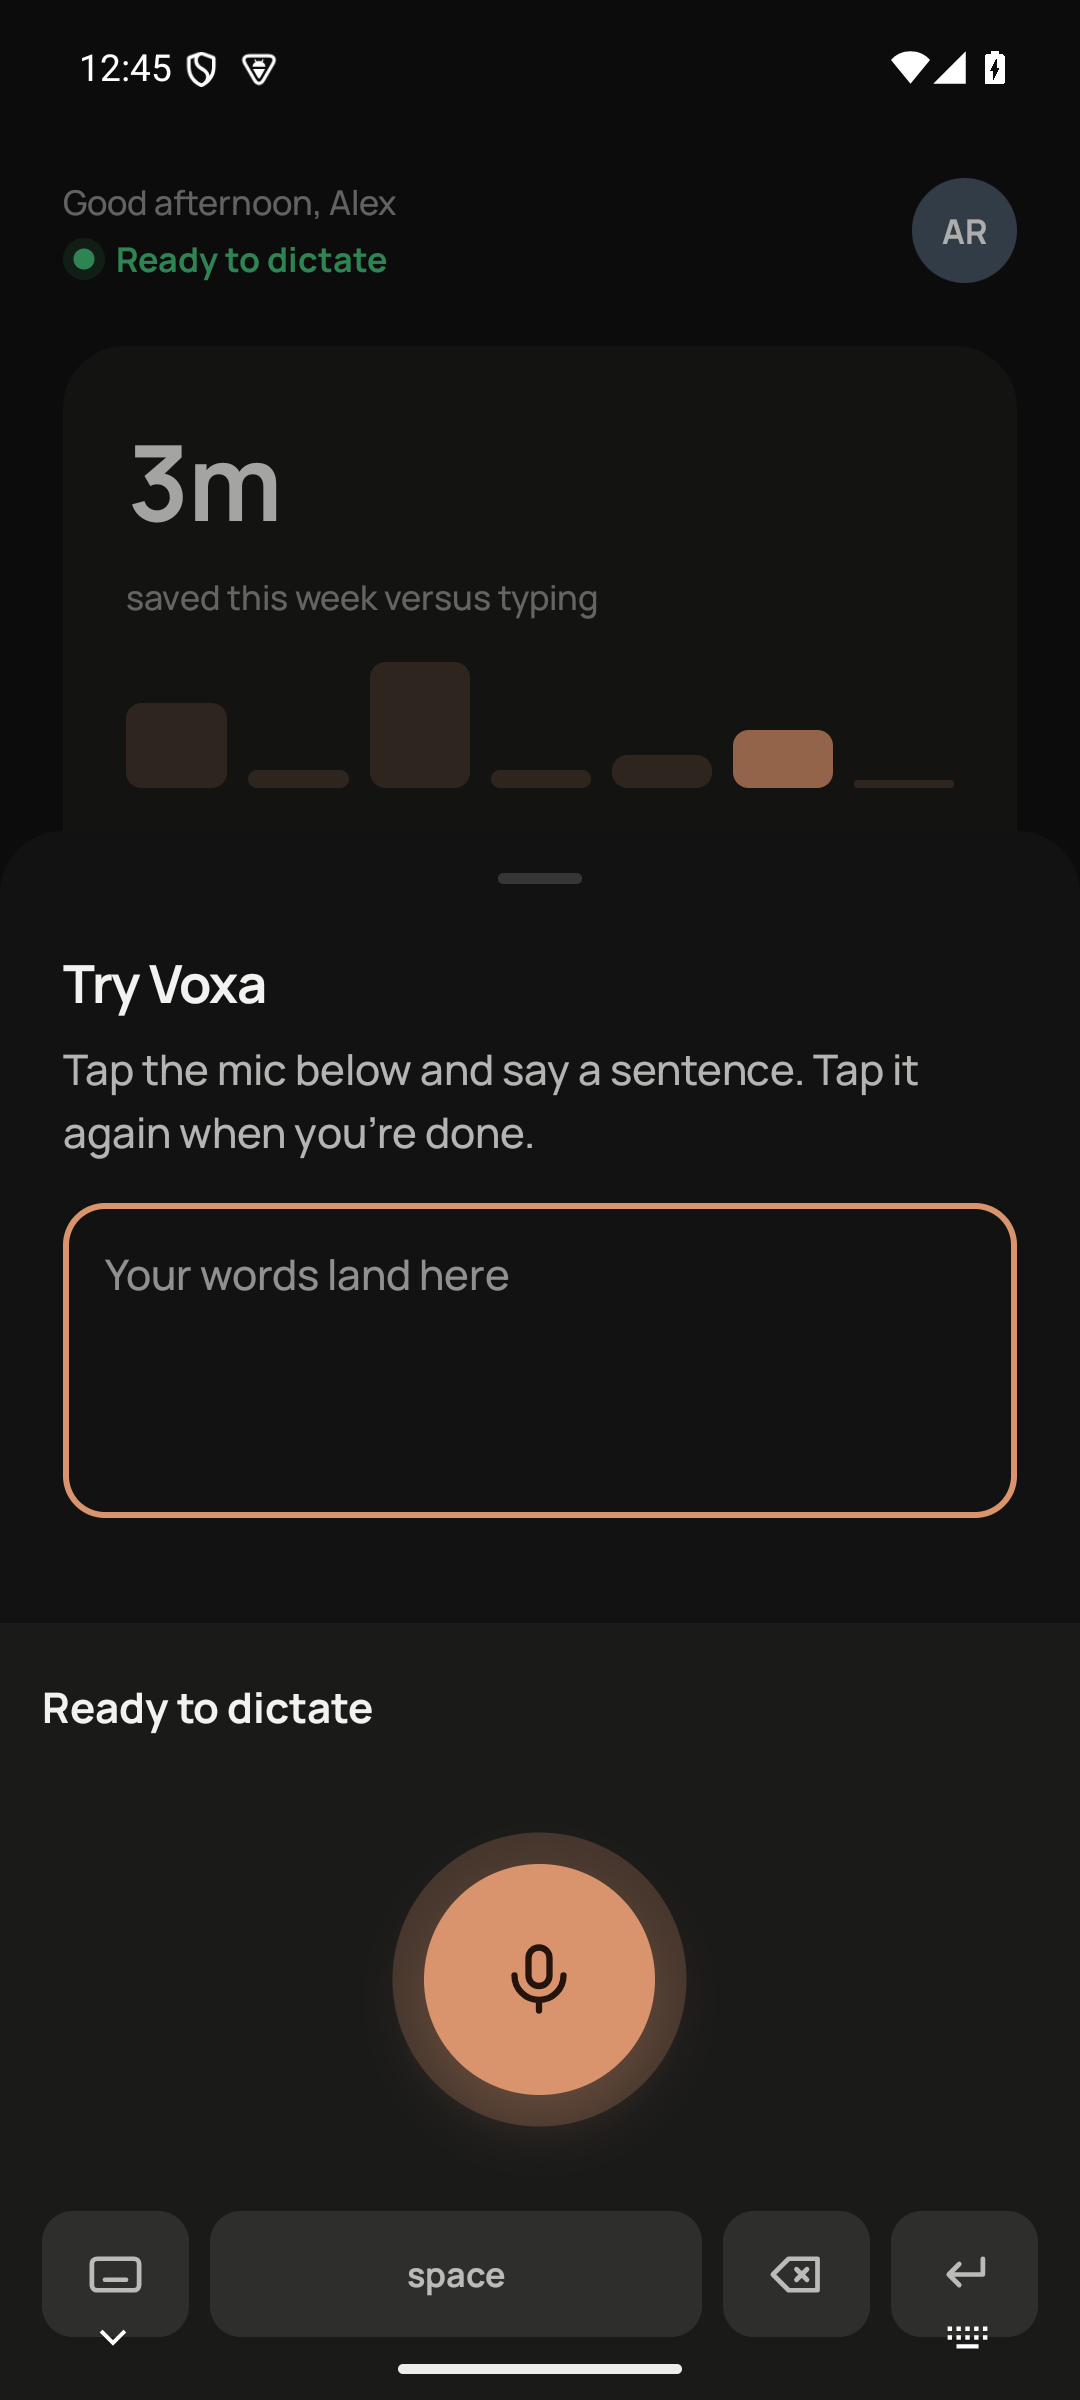 12:45
Good afternoon, Alex
AR
Ready to dictate
3m
saved this week versus typing
Try Voxa
Tap the mic below and say a sentence. Tap it
again when you’re done.
Your words land here
Ready to dictate
space